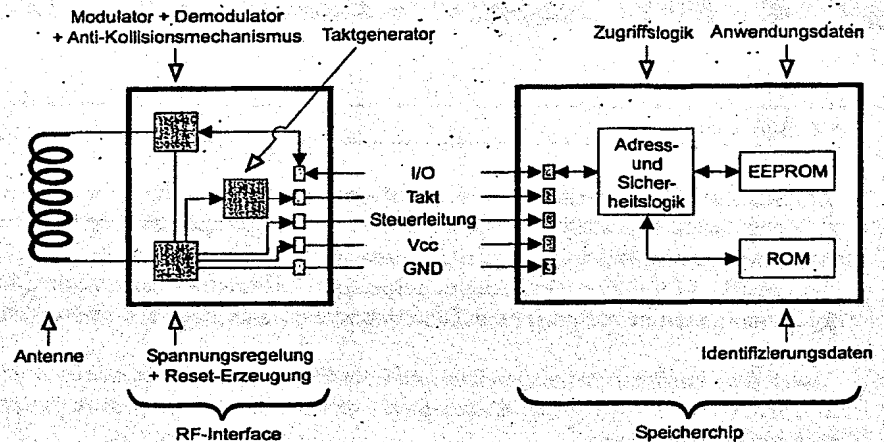 Modulator + Demodulator
+ Anti-Kollisionsmechanismus
Taktgenerator
Zugriffslogik
Anwendungsdaten
I/O
Takt
Steuerleitung
Vcc
GND
Adress-
und
Sicher-
heitslogik
EEPROM
ROM
Antenne
Spannungsregelung
+ Reset-Erzeugung
Identifizierungsdaten
RF-Interface
Speicherchip